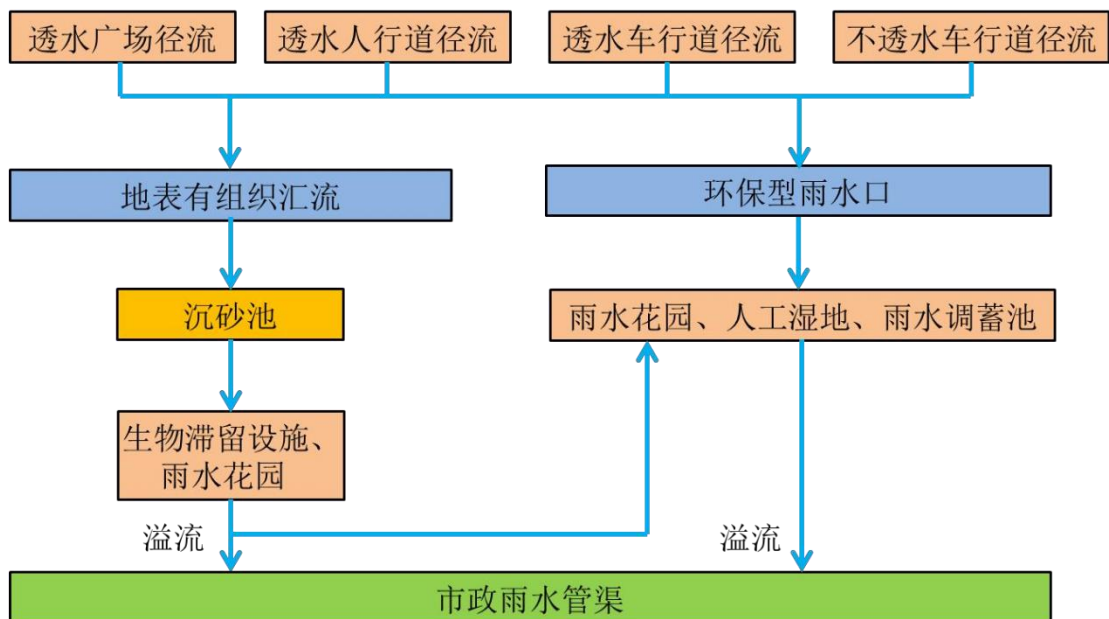 透水广场径流
透水人行道径流
透水车行道径流
不透水车行道径流
地表有组织汇流
环保型雨水口
沉砂池
雨水花园、人工湿地、雨水调蓄池
生物滞留设施、
雨水花园
溢流
溢流
市政雨水管渠